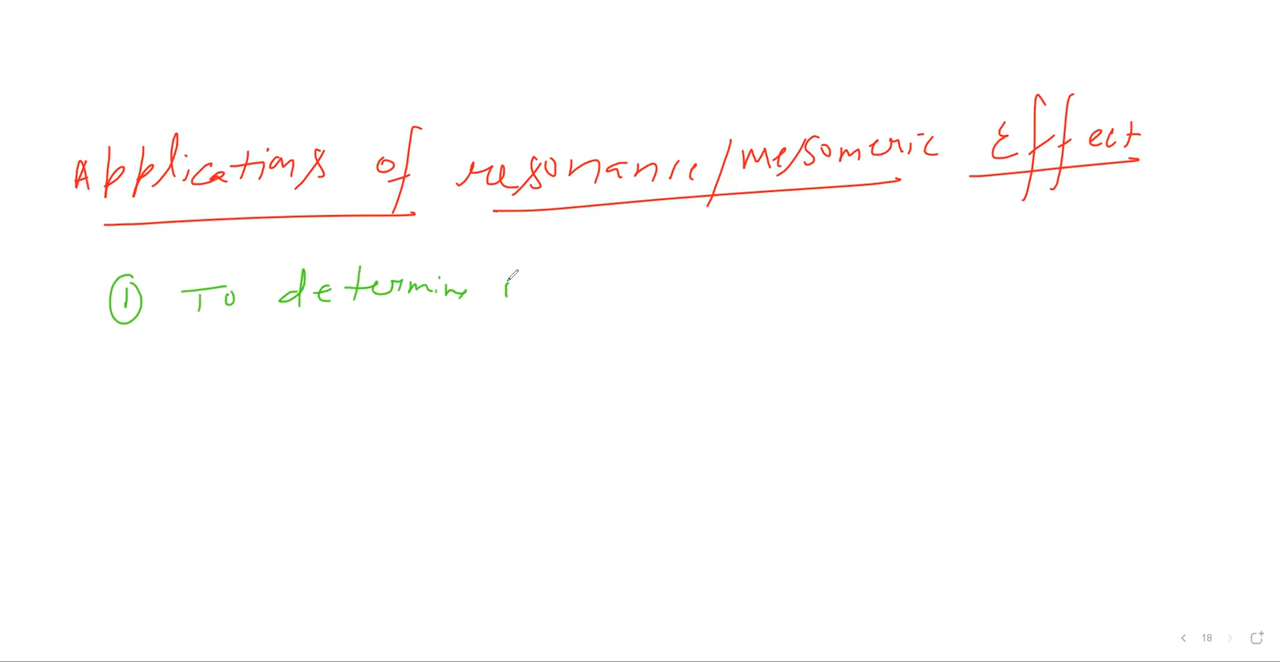 Applications of resonance/mesomeric Effect
① To determine
18